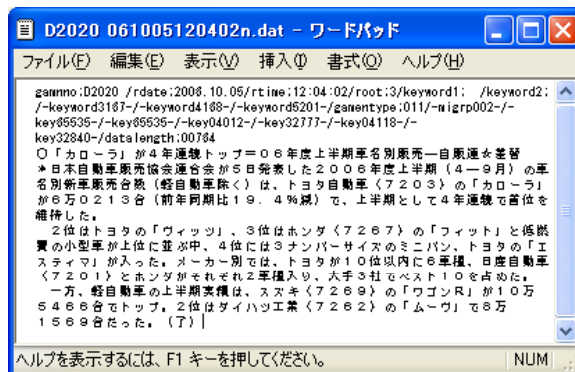 D2020 061005120402n.dat - ワードパッド
ファイル(F) 編集(E) 表示(V) 挿入(I) 書式(O) ヘルプ(H)
gamnno:D2020 /rdate:2006.10.05/rtime:12:04:02/root:3/keyword1: /keyword2:
/-keyword3167-/-keyword4168-/-keyword5201-/gamentype:011/-migrp002-/-
/-key65535-/-key65535-/-key04012-/-key32777-/-key04118-/-
key32840-/datalength:00764
○「カローラ」が4年連続トップ=06年度上半期車名別販売―自販連☆差替
*日本自動車販売協会連合会が5日発表した2006年度上半期(4―9月)の車
名別新車販売台数(軽自動車除く)は、トヨタ自動車〈7203〉の「カローラ」
が6万0213台(前年同期比19.4%減)で、上半期として4年連続で首位を
維持した。
2位はトヨタの「ヴィッツ」、3位はホンダ〈7267〉の「フィット」と低燃
費の小型車が上位に並ぶ中、4位には3ナンバーサイズのミニバン、トヨタの「エ
スティマ」が入った。メーカー別では、トヨタが10位以内に6車種、日産自動車
〈7201〉とホンダがそれぞれ2車種入り、大手3社でベスト10を占めた。
一方、軽自動車の上半期実績は、スズキ〈7269〉の「ワゴンR」が10万
5466台でトップ。2位はダイハツ工業〈7262〉の「ムーヴ」で8万
1569台だった。(了)
ヘルプを表示するには、F1 キーを押してください。 NUM